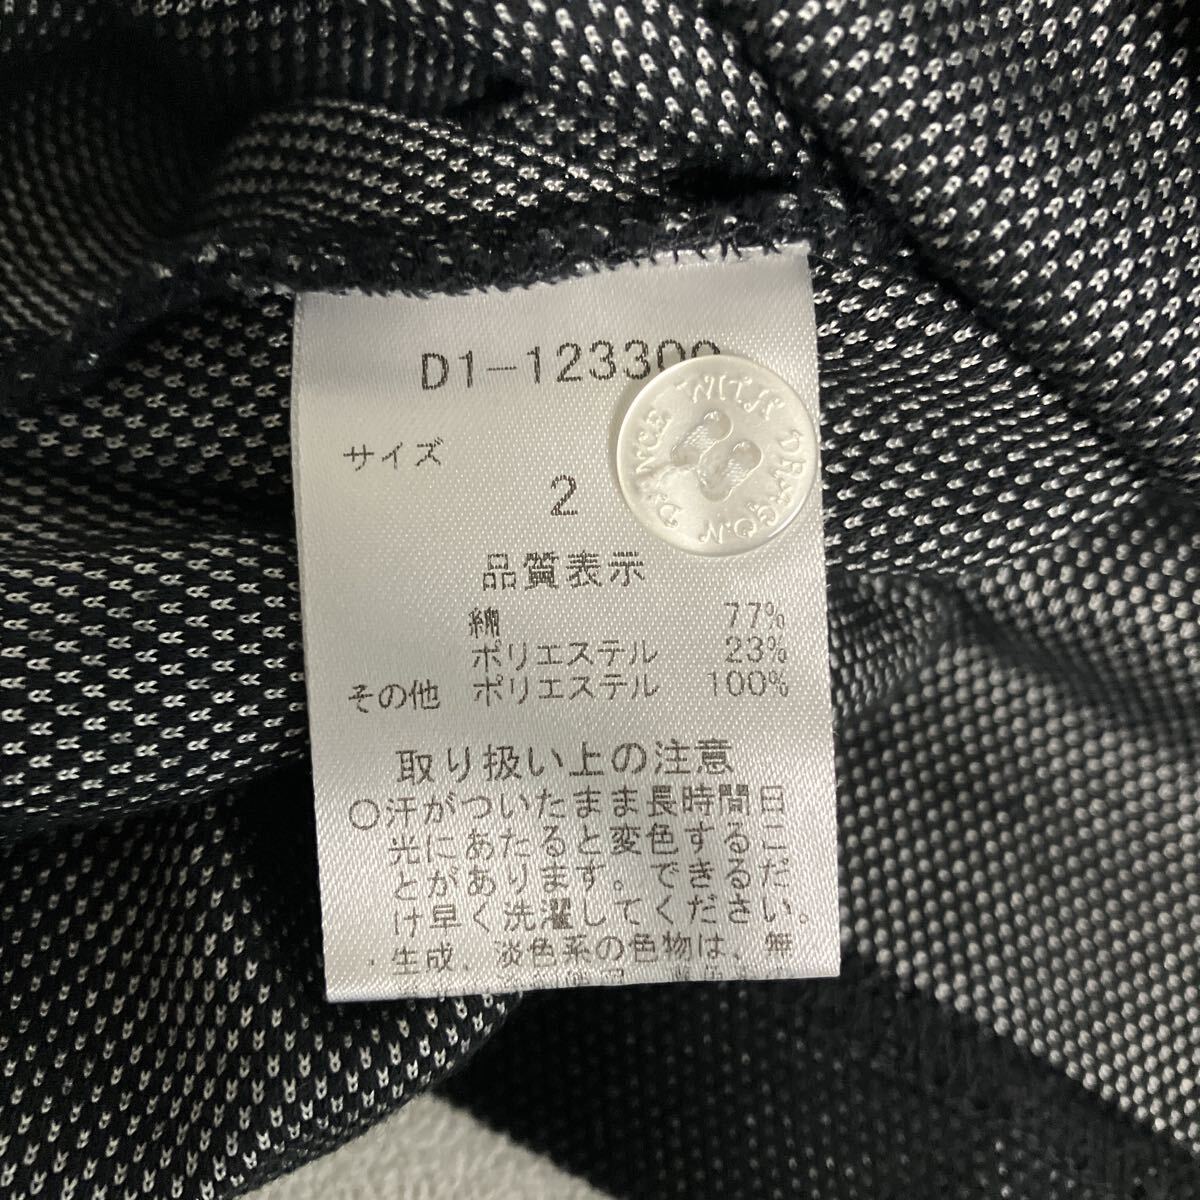 D1-123300
DANCE WITH DRAGON
サイズ
2
品質表示
綿 77%
ポリエステル 23%
その他 ポリエステル 100%
取り扱い上の注意
○汗がついたまま長時間日
光にあたると変色するこ
とがあります。できるだ
け早く洗濯してください。
・生成、淡色系の色物は、無